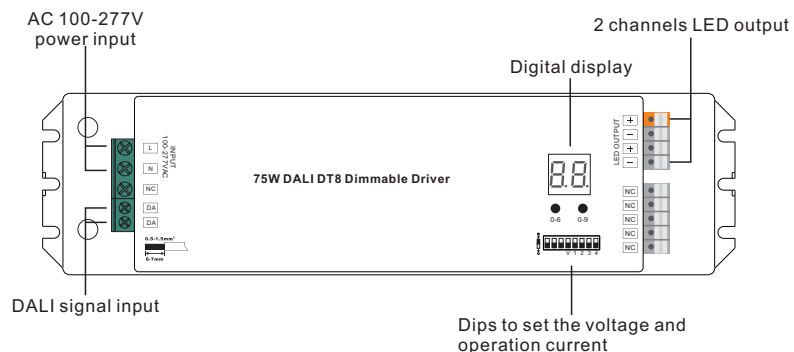 AC 100-277V
power input
2 channels LED output
Digital display
L
N
NC
DA
DA
INPUT
100-277VAC
0.5-1.5mm²
6-7mm
75W DALI DT8 Dimmable Driver
88
0-6 0-9
V 1 2 3 4
LED OUTPUT
+
−
+
−
NC
NC
NC
NC
NC
DALI signal input
Dips to set the voltage and
operation current